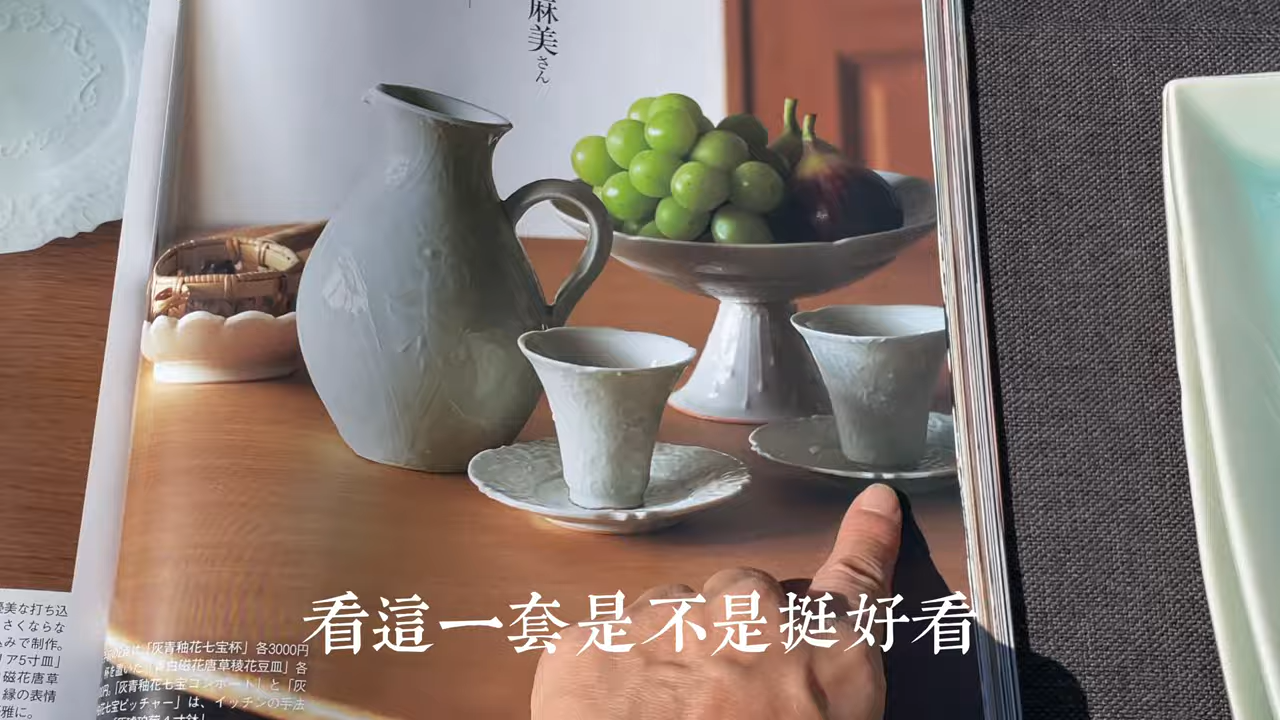 麻美さん
優美な打ち込
さくならな
みで制作。
リア5寸皿」
磁花唐草
縁の表情
雅に。
「灰青釉花七宝杯」各3000円
青白磁花唐草稜花豆皿」各
円。「灰青釉花七宝コンポート」と「灰
花七宝ピッチャー」は、イッチンの手法
看這一套是不是挺好看